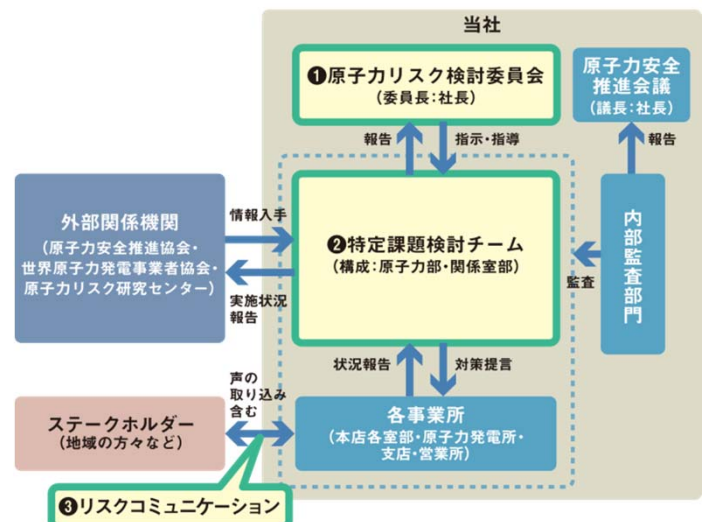 当社
❶原子力リスク検討委員会
(委員長:社長)
原子力安全
推進会議
(議長:社長)
報告
指示・指導
報告
外部関係機関
(原子力安全推進協会・
世界原子力発電事業者協会・
原子力リスク研究センター)
情報入手
実施状況
報告
❷特定課題検討チーム
(構成:原子力部・関係室部)
監査
内部監査部門
状況報告
対策提言
声の
取り込み
含む
ステークホルダー
(地域の方々など)
各事業所
(本店各室部・原子力発電所・
支店・営業所)
❸リスクコミュニケーション